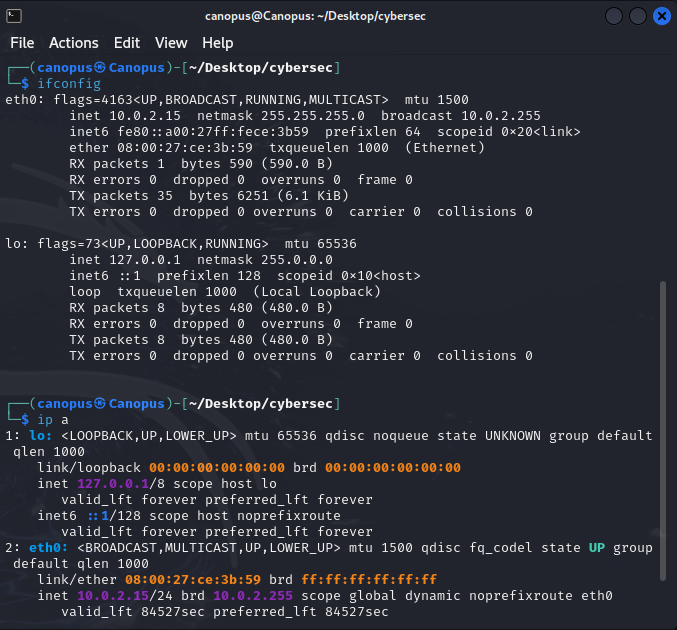 canopus@Canopus: ~/Desktop/cybersec
File Actions Edit View Help
┌──(canopus㉿Canopus)-[~/Desktop/cybersec]
└─$ ifconfig
eth0: flags=4163<UP,BROADCAST,RUNNING,MULTICAST>  mtu 1500
        inet 10.0.2.15  netmask 255.255.255.0  broadcast 10.0.2.255
        inet6 fe80::a00:27ff:fece:3b59  prefixlen 64  scopeid 0×20<link>
        ether 08:00:27:ce:3b:59  txqueuelen 1000  (Ethernet)
        RX packets 1  bytes 590 (590.0 B)
        RX errors 0  dropped 0  overruns 0  frame 0
        TX packets 35  bytes 6251 (6.1 KiB)
        TX errors 0  dropped 0 overruns 0  carrier 0  collisions 0
lo: flags=73<UP,LOOPBACK,RUNNING>  mtu 65536
        inet 127.0.0.1  netmask 255.0.0.0
        inet6 ::1  prefixlen 128  scopeid 0×10<host>
        loop  txqueuelen 1000  (Local Loopback)
        RX packets 8  bytes 480 (480.0 B)
        RX errors 0  dropped 0  overruns 0  frame 0
        TX packets 8  bytes 480 (480.0 B)
        TX errors 0  dropped 0 overruns 0  carrier 0  collisions 0
┌──(canopus㉿Canopus)-[~/Desktop/cybersec]
└─$ ip a
1: lo: <LOOPBACK,UP,LOWER_UP> mtu 65536 qdisc noqueue state UNKNOWN group default
 qlen 1000
    link/loopback 00:00:00:00:00:00 brd 00:00:00:00:00:00
    inet 127.0.0.1/8 scope host lo
       valid_lft forever preferred_lft forever
    inet6 ::1/128 scope host noprefixroute
       valid_lft forever preferred_lft forever
2: eth0: <BROADCAST,MULTICAST,UP,LOWER_UP> mtu 1500 qdisc fq_codel state UP group
 default qlen 1000
    link/ether 08:00:27:ce:3b:59 brd ff:ff:ff:ff:ff:ff
    inet 10.0.2.15/24 brd 10.0.2.255 scope global dynamic noprefixroute eth0
       valid_lft 84527sec preferred_lft 84527sec